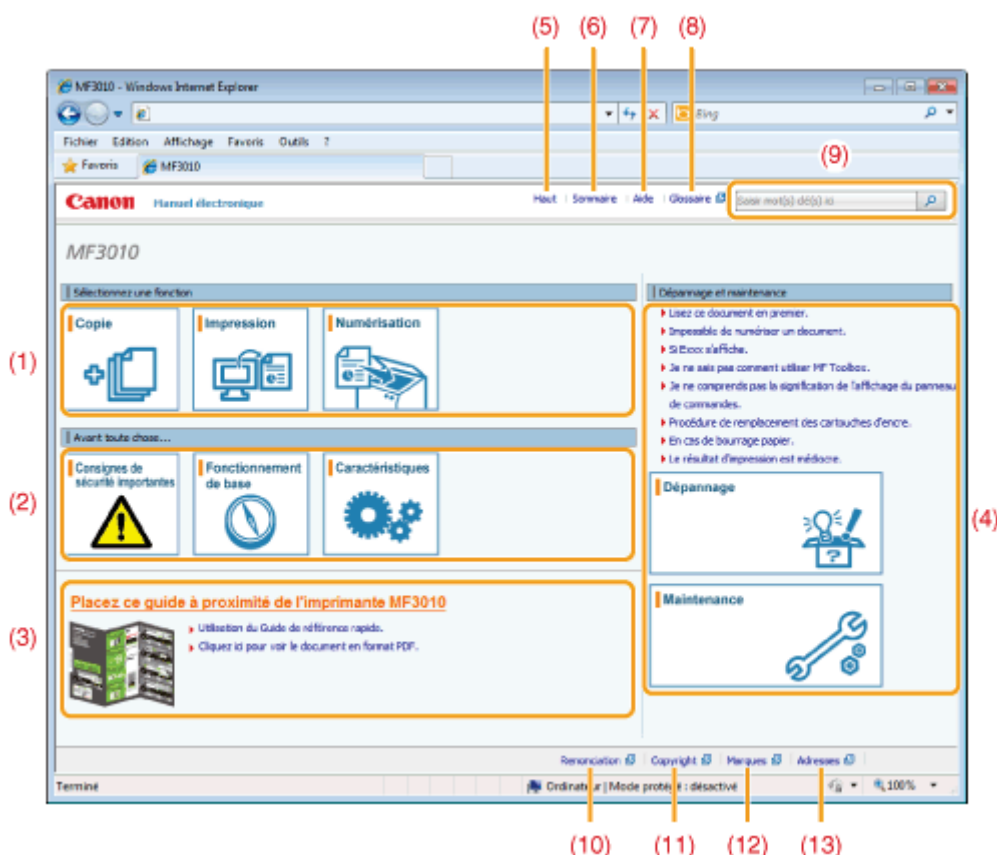 (5) (6) (7) (8)
MF3010 - Windows Internet Explorer
Bing
Fichier Edition Affichage Favoris Outils ?
Favoris MF3010
(9)
Canon Manuel électronique
Haut Sommaire Aide Glossaire Saisir mot(s) clé(s) ici
MF3010
Sélectionnez une fonction
Dépannage et maintenance
(1)
Copie
Impression
Numérisation
Lisez ce document en premier.
Impossible de numériser un document.
Si Exxx s'affiche.
Je ne sais pas comment utiliser MF Toolbox.
Je ne comprends pas la signification de l'affichage du panneau
de commandes.
Procédure de remplacement des cartouches d'encre.
En cas de bourrage papier.
Le résultat d'impression est médiocre.
Avant toute chose...
(2)
Consignes de
sécurité importantes
Fonctionnement
de base
Caractéristiques
Dépannage
?
(4)
(3)
Placez ce guide à proximité de l'imprimante MF3010
Utilisation du Guide de référence rapide.
Cliquez ici pour voir le document en format PDF.
Maintenance
Renonciation Copyright Marques Adresses
Terminé
Ordinateur | Mode protégé : désactivé
100%
(10) (11) (12) (13)